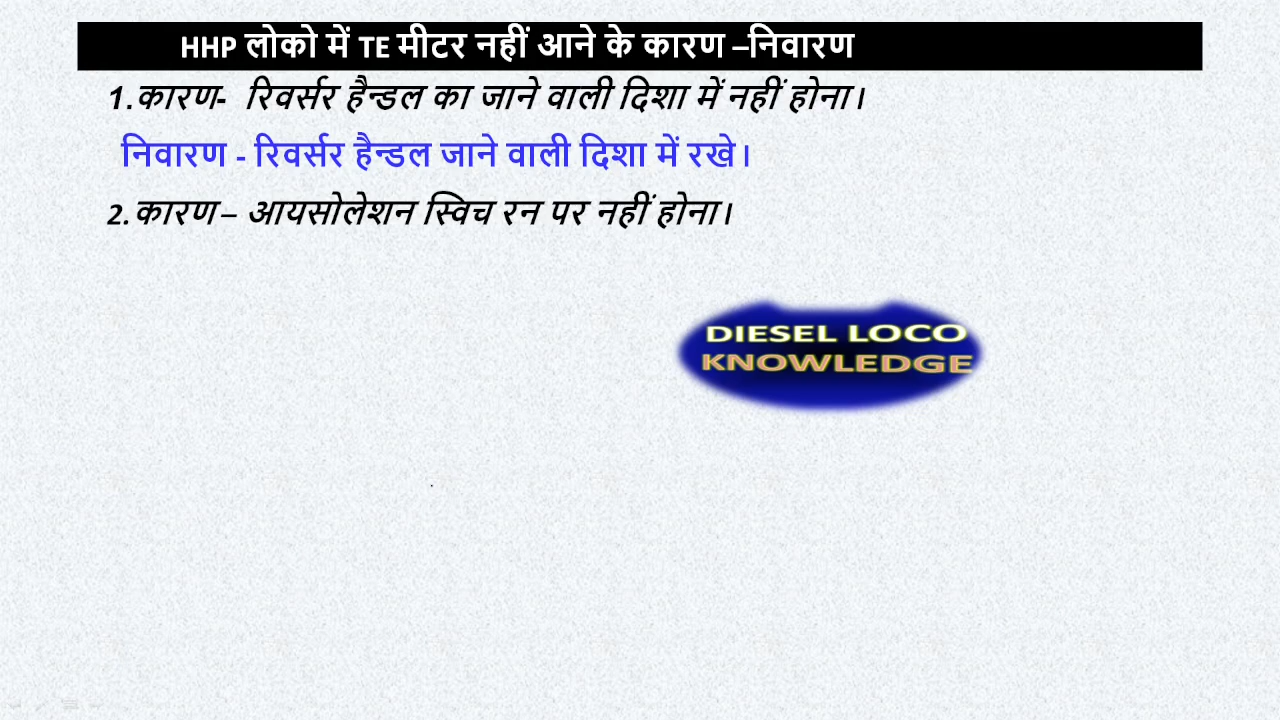 HHP लोको में TE मीटर नहीं आने के कारण –निवारण
1.कारण- रिवर्सर हैन्डल का जाने वाली दिशा में नहीं होना।
निवारण - रिवर्सर हैन्डल जाने वाली दिशा में रखे।
2.कारण – आयसोलेशन स्विच रन पर नहीं होना।
DIESEL LOCO
KNOWLEDGE